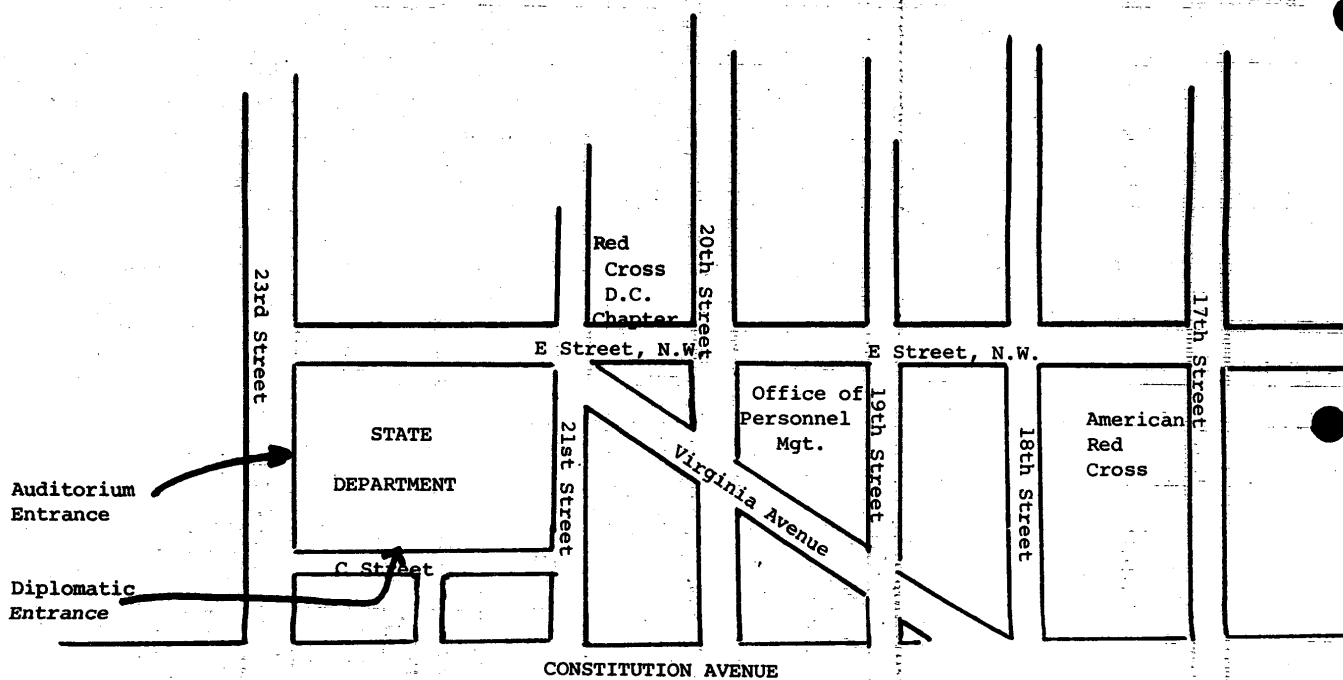 Red
Cross
D.C.
Chapter
20th Street
23rd Street
17th Street
E Street, N.W.
E Street, N.W.
Office of
Personnel
Mgt.
19th Street
American
Red
Cross
STATE
DEPARTMENT
21st Street
18th Street
Virginia Avenue
Auditorium
Entrance
C Street
Diplomatic
Entrance
CONSTITUTION AVENUE